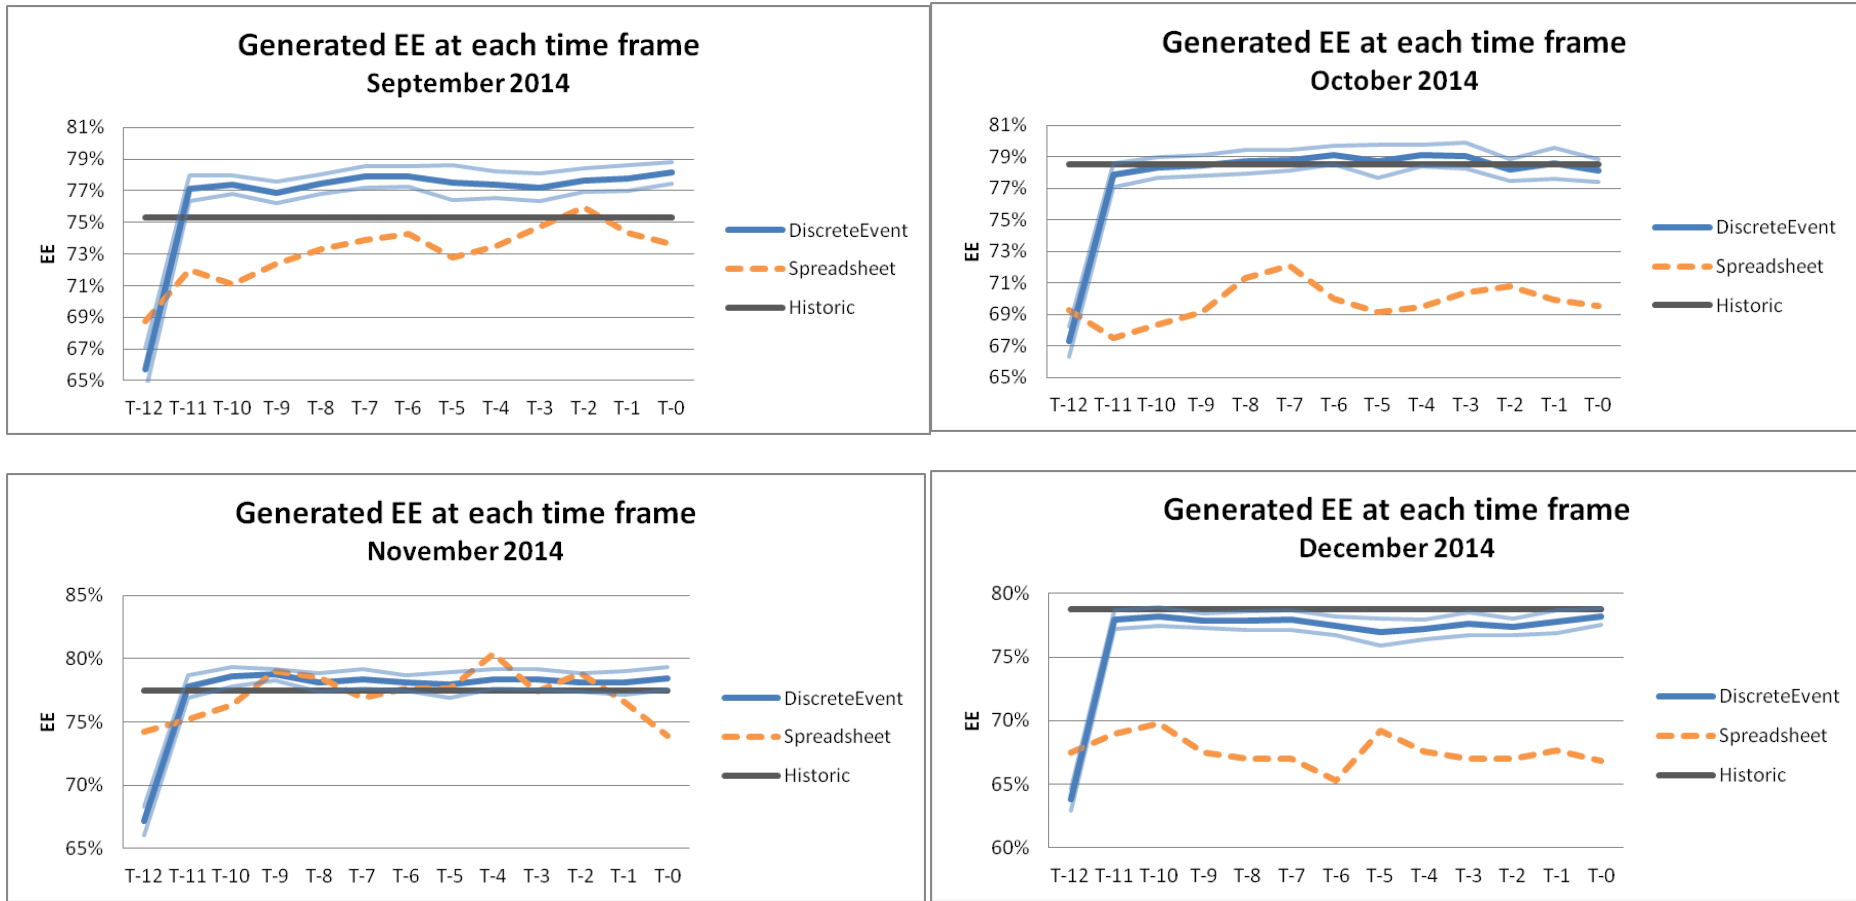 Generated EE at each time frame
September 2014
81%
79%
77%
75%
73%
71%
69%
67%
65%
EE
T-12 T-11 T-10 T-9 T-8 T-7 T-6 T-5 T-4 T-3 T-2 T-1 T-0
DiscreteEvent
Spreadsheet
Historic
Generated EE at each time frame
October 2014
81%
79%
77%
75%
73%
71%
69%
67%
65%
EE
T-12 T-11 T-10 T-9 T-8 T-7 T-6 T-5 T-4 T-3 T-2 T-1 T-0
DiscreteEvent
Spreadsheet
Historic
Generated EE at each time frame
November 2014
85%
80%
75%
70%
65%
EE
T-12 T-11 T-10 T-9 T-8 T-7 T-6 T-5 T-4 T-3 T-2 T-1 T-0
DiscreteEvent
Spreadsheet
Historic
Generated EE at each time frame
December 2014
80%
75%
70%
65%
60%
EE
T-12 T-11 T-10 T-9 T-8 T-7 T-6 T-5 T-4 T-3 T-2 T-1 T-0
DiscreteEvent
Spreadsheet
Historic